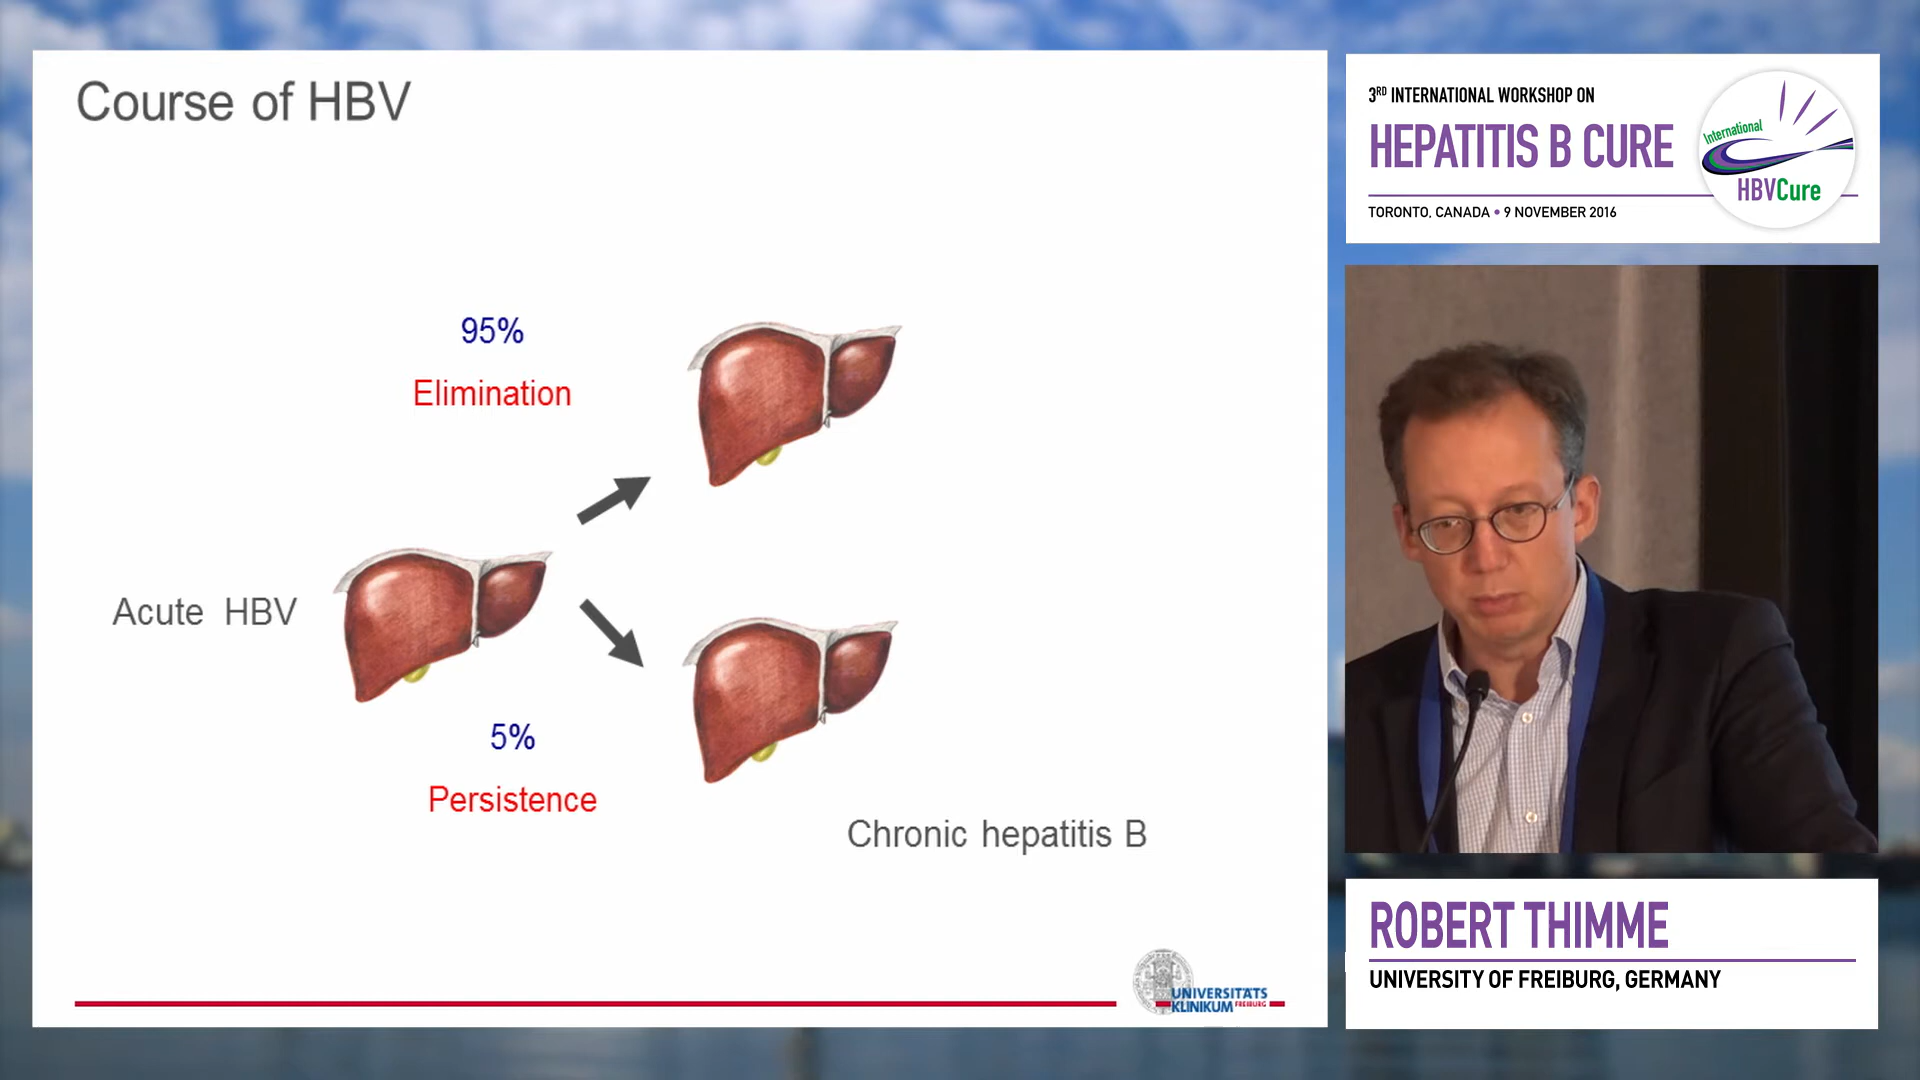 Course of HBV
95%
Elimination
Acute HBV
5%
Persistence
Chronic hepatitis B
UNIVERSITÄTS
KLINIKUM FREIBURG
3RD INTERNATIONAL WORKSHOP ON
HEPATITIS B CURE
TORONTO, CANADA • 9 NOVEMBER 2016
International
HBVCure
ROBERT THIMME
UNIVERSITY OF FREIBURG, GERMANY